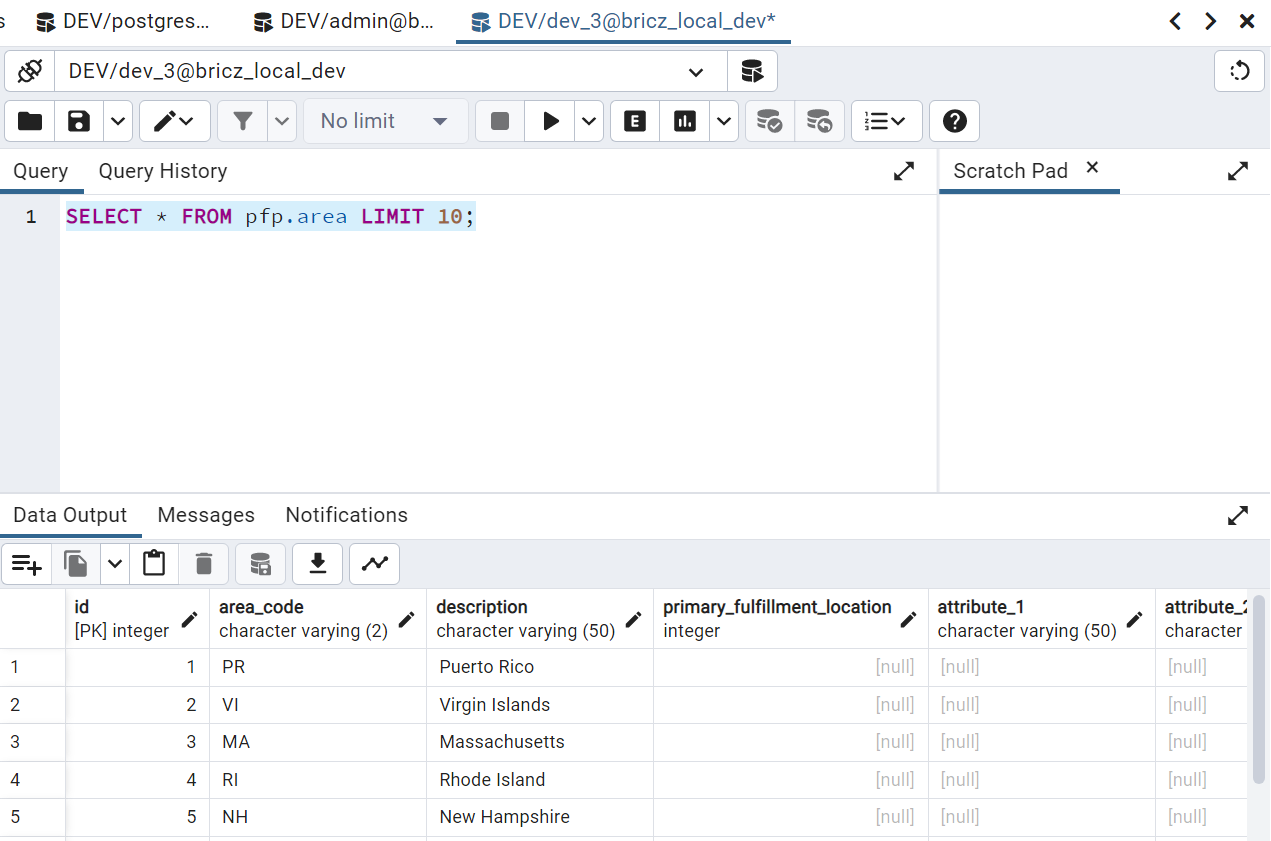 s DEV/postgres... DEV/admin@b... DEV/dev_3@bricz_local_dev*
DEV/dev_3@bricz_local_dev
No limit
Query Query History Scratch Pad
1 SELECT * FROM pfp.area LIMIT 10;
Data Output Messages Notifications
id area_code description primary_fulfillment_location attribute_1 attribute_2
[PK] integer character varying (2) character varying (50) integer character varying (50) character
1 1 PR Puerto Rico [null] [null] [null]
2 2 VI Virgin Islands [null] [null] [null]
3 3 MA Massachusetts [null] [null] [null]
4 4 RI Rhode Island [null] [null] [null]
5 5 NH New Hampshire [null] [null] [null]